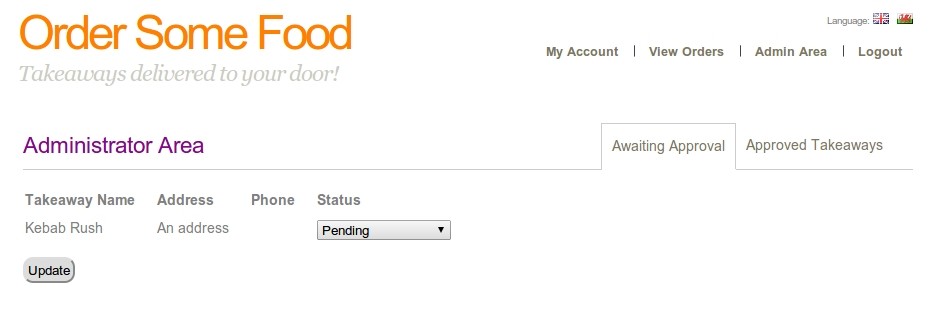 Order Some Food
Takeaways delivered to your door!
Language:
My Account | View Orders | Admin Area | Logout
Administrator Area
Awaiting Approval
Approved Takeaways
Takeaway Name Address Phone Status
Kebab Rush An address Pending
Update